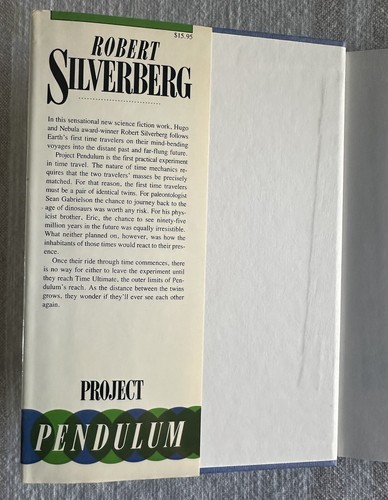 $15.95
ROBERT
SILVERBERG
In this sensational new science fiction work, Hugo
and Nebula award-winner Robert Silverberg follows
Earth's first time travelers on their mind-bending
voyages into the distant past and far-flung future.
Project Pendulum is the first practical experiment
in time travel. The nature of time mechanics re-
quires that the two travelers' masses be precisely
matched. For that reason, the first time travelers
must be a pair of identical twins. For paleontologist
Sean Gabrielson the chance to journey back to the
age of dinosaurs was worth any risk. For his phys-
icist brother, Eric, the chance to see ninety-five
million years in the future was equally irresistible.
What neither planned on, however, was how the
inhabitants of those times would react to their pres-
ence.
Once their ride through time commences, there
is no way for either to leave the experiment until
they reach Time Ultimate, the outer limits of Pen-
dulum's reach. As the distance between the twins
grows, they wonder if they'll ever see each other
again.
PROJECT
PENDULUM